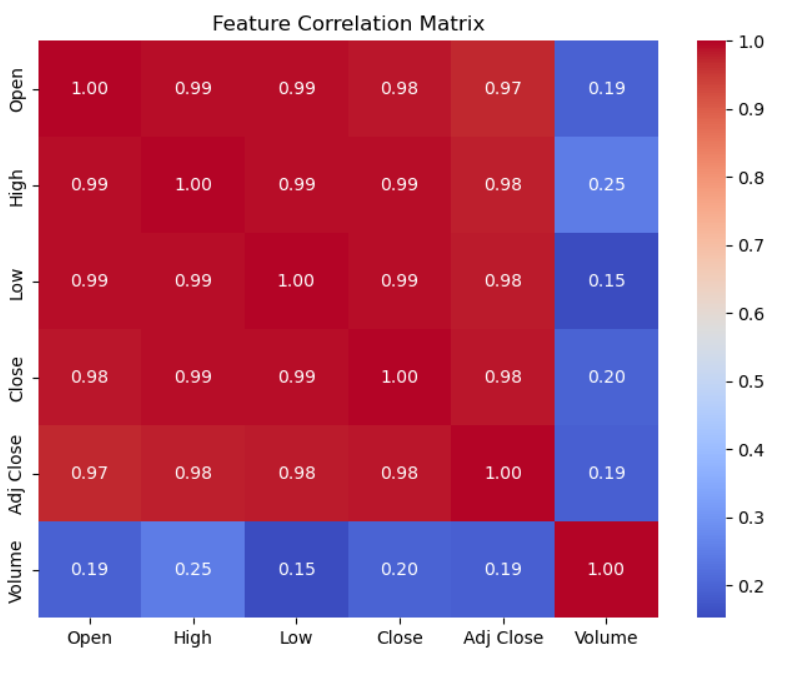 Feature Correlation Matrix
Open 1.00 0.99 0.99 0.98 0.97 0.19
High 0.99 1.00 0.99 0.99 0.98 0.25
Low 0.99 0.99 1.00 0.99 0.98 0.15
Close 0.98 0.99 0.99 1.00 0.98 0.20
Adj Close 0.97 0.98 0.98 0.98 1.00 0.19
Volume 0.19 0.25 0.15 0.20 0.19 1.00
Open High Low Close Adj Close Volume
1.0
0.9
0.8
0.7
0.6
0.5
0.4
0.3
0.2